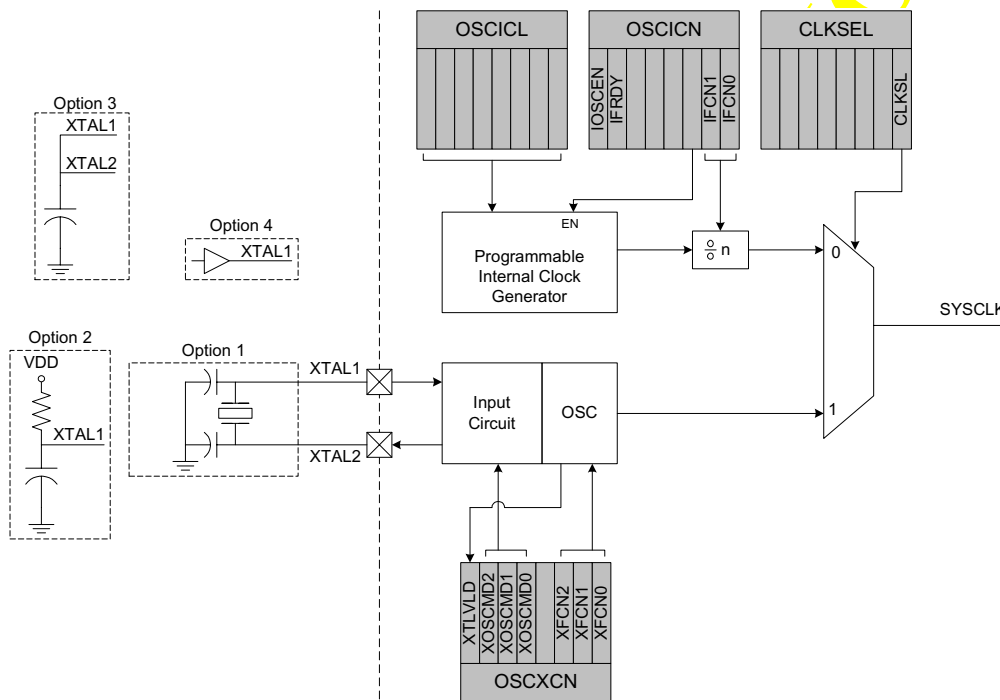 OSCICL
OSCICN
CLKSEL
IOSCEN
IFRDY
IFCN1
IFCN0
CLKSL
Option 3
XTAL1
XTAL2
Option 4
XTAL1
EN
Programmable
Internal Clock
Generator
n
0
SYSCLK
Option 2
VDD
XTAL1
Option 1
XTAL1
XTAL2
Input
Circuit
OSC
1
XTLVLD
XOSCMD2
XOSCMD1
XOSCMD0
XFCN2
XFCN1
XFCN0
OSCXCN